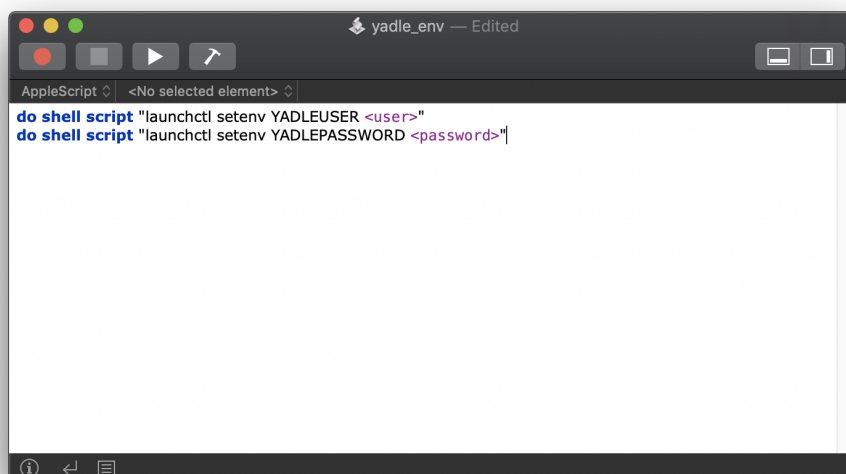 yadle_env — Edited
AppleScript <No selected element>
do shell script "launchctl setenv YADLEUSER <user>"
do shell script "launchctl setenv YADLEPASSWORD <password>"